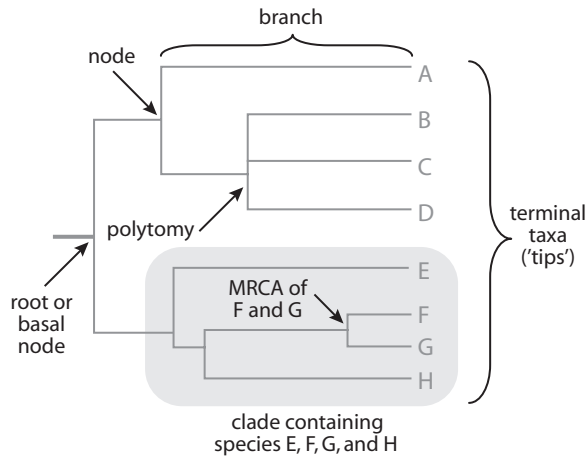 branch
node
A
B
C
polytomy
D
terminal
taxa
('tips')
root or
basal
node
E
MRCA of
F and G
F
G
H
clade containing
species E, F, G, and H